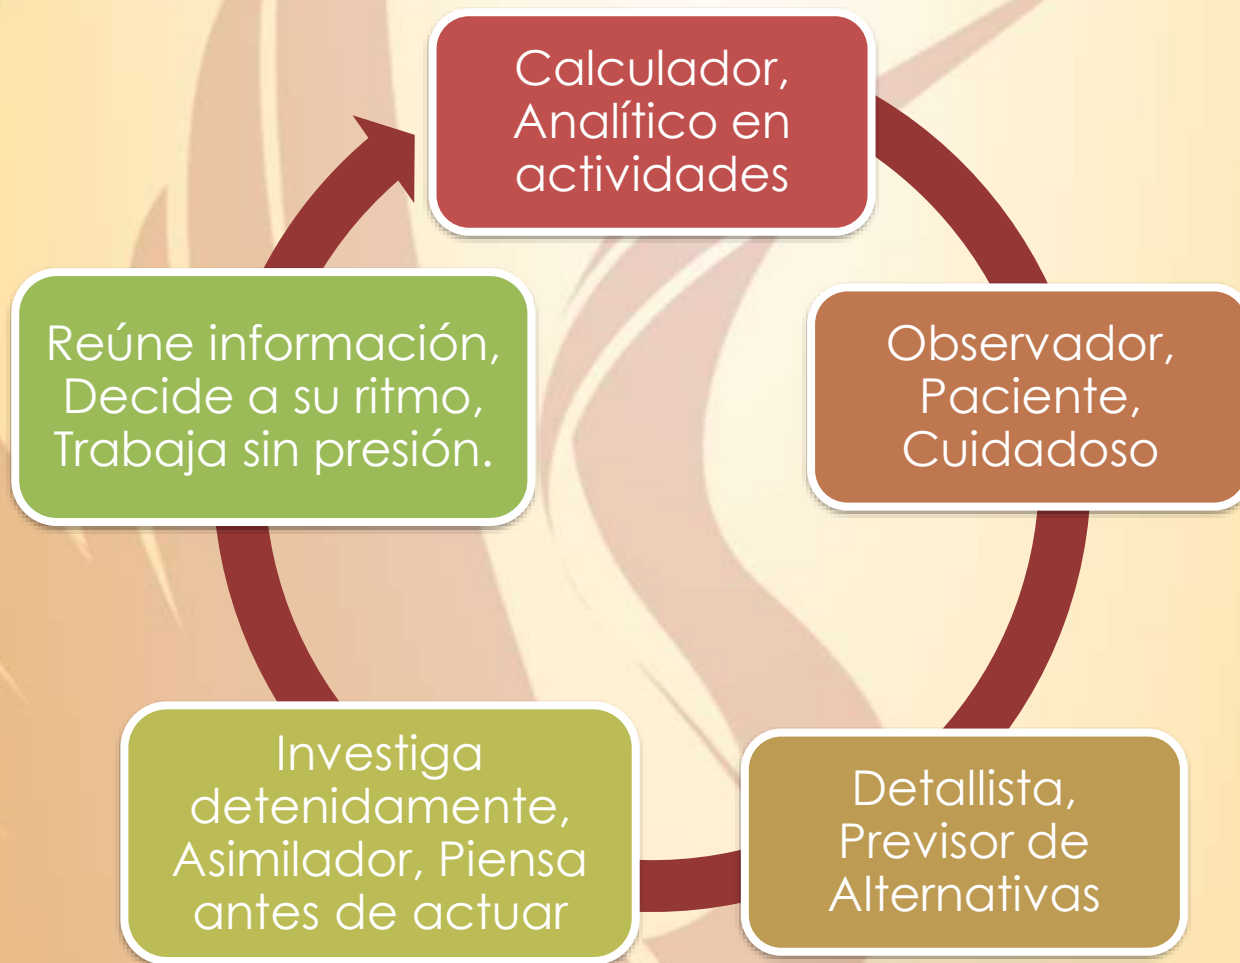 Calculador,
Analítico en
actividades
Observador,
Paciente,
Cuidadoso
Detallista,
Previsor de
Alternativas
Investiga
detenidamente,
Asimilador, Piensa
antes de actuar
Reúne información,
Decide a su ritmo,
Trabaja sin presión.